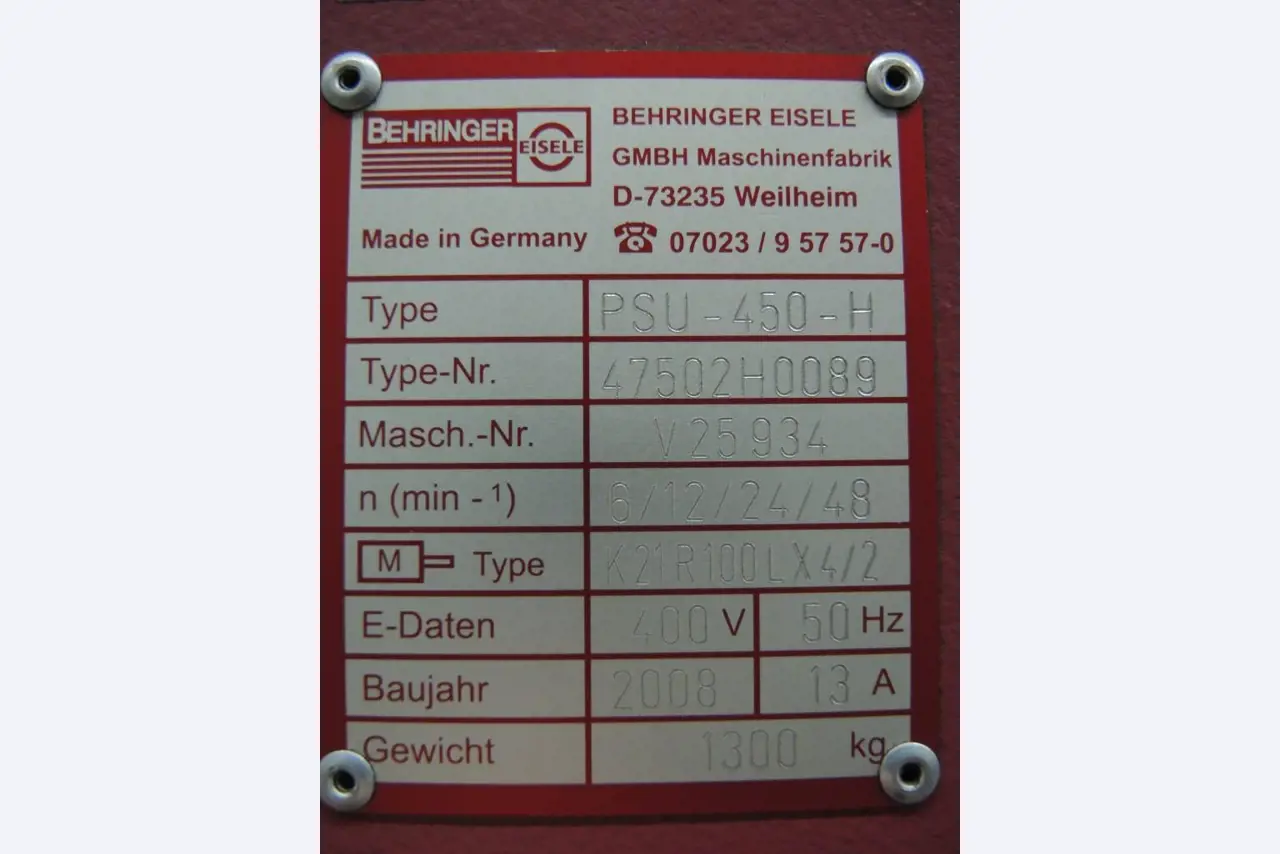 BEHRINGER
EISELE
BEHRINGER EISELE
GMBH Maschinenfabrik
D-73235 Weilheim
Made in Germany
☎ 07023 / 9 57 57-0
Type PSU-450-H
Type-Nr. 47502H0089
Masch.-Nr. V25934
n (min - ¹) 6/12/24/48
M Type K21R100LX4/2
E-Daten 400 V 50 Hz
Baujahr 2008 13 A
Gewicht 1300 kg